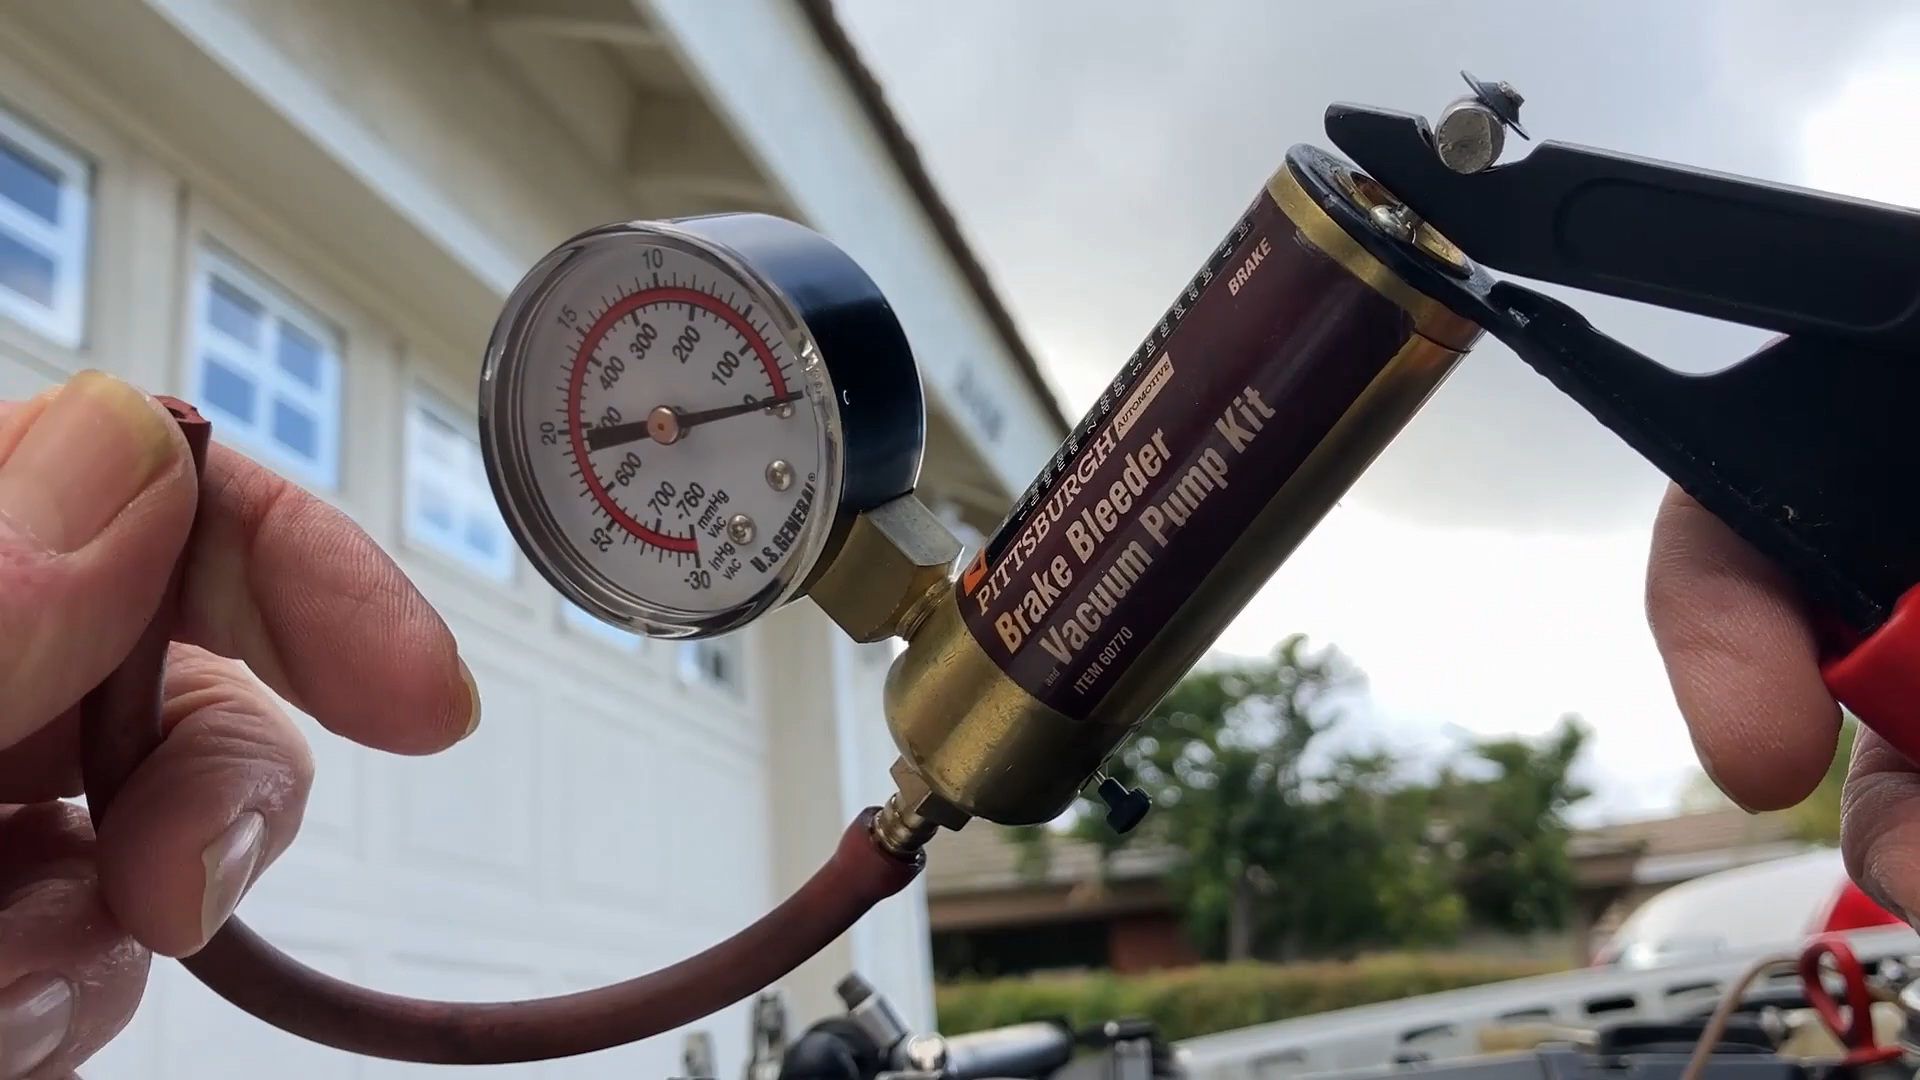 10
15
20
25
-30
0
100
200
300
400
600
700
-760
mmHg
VAC
inHg
VAC
U.S.GENERAL®
PITTSBURGH
AUTOMOTIVE
Brake Bleeder
and Vacuum Pump Kit
ITEM 60770
BRAKE